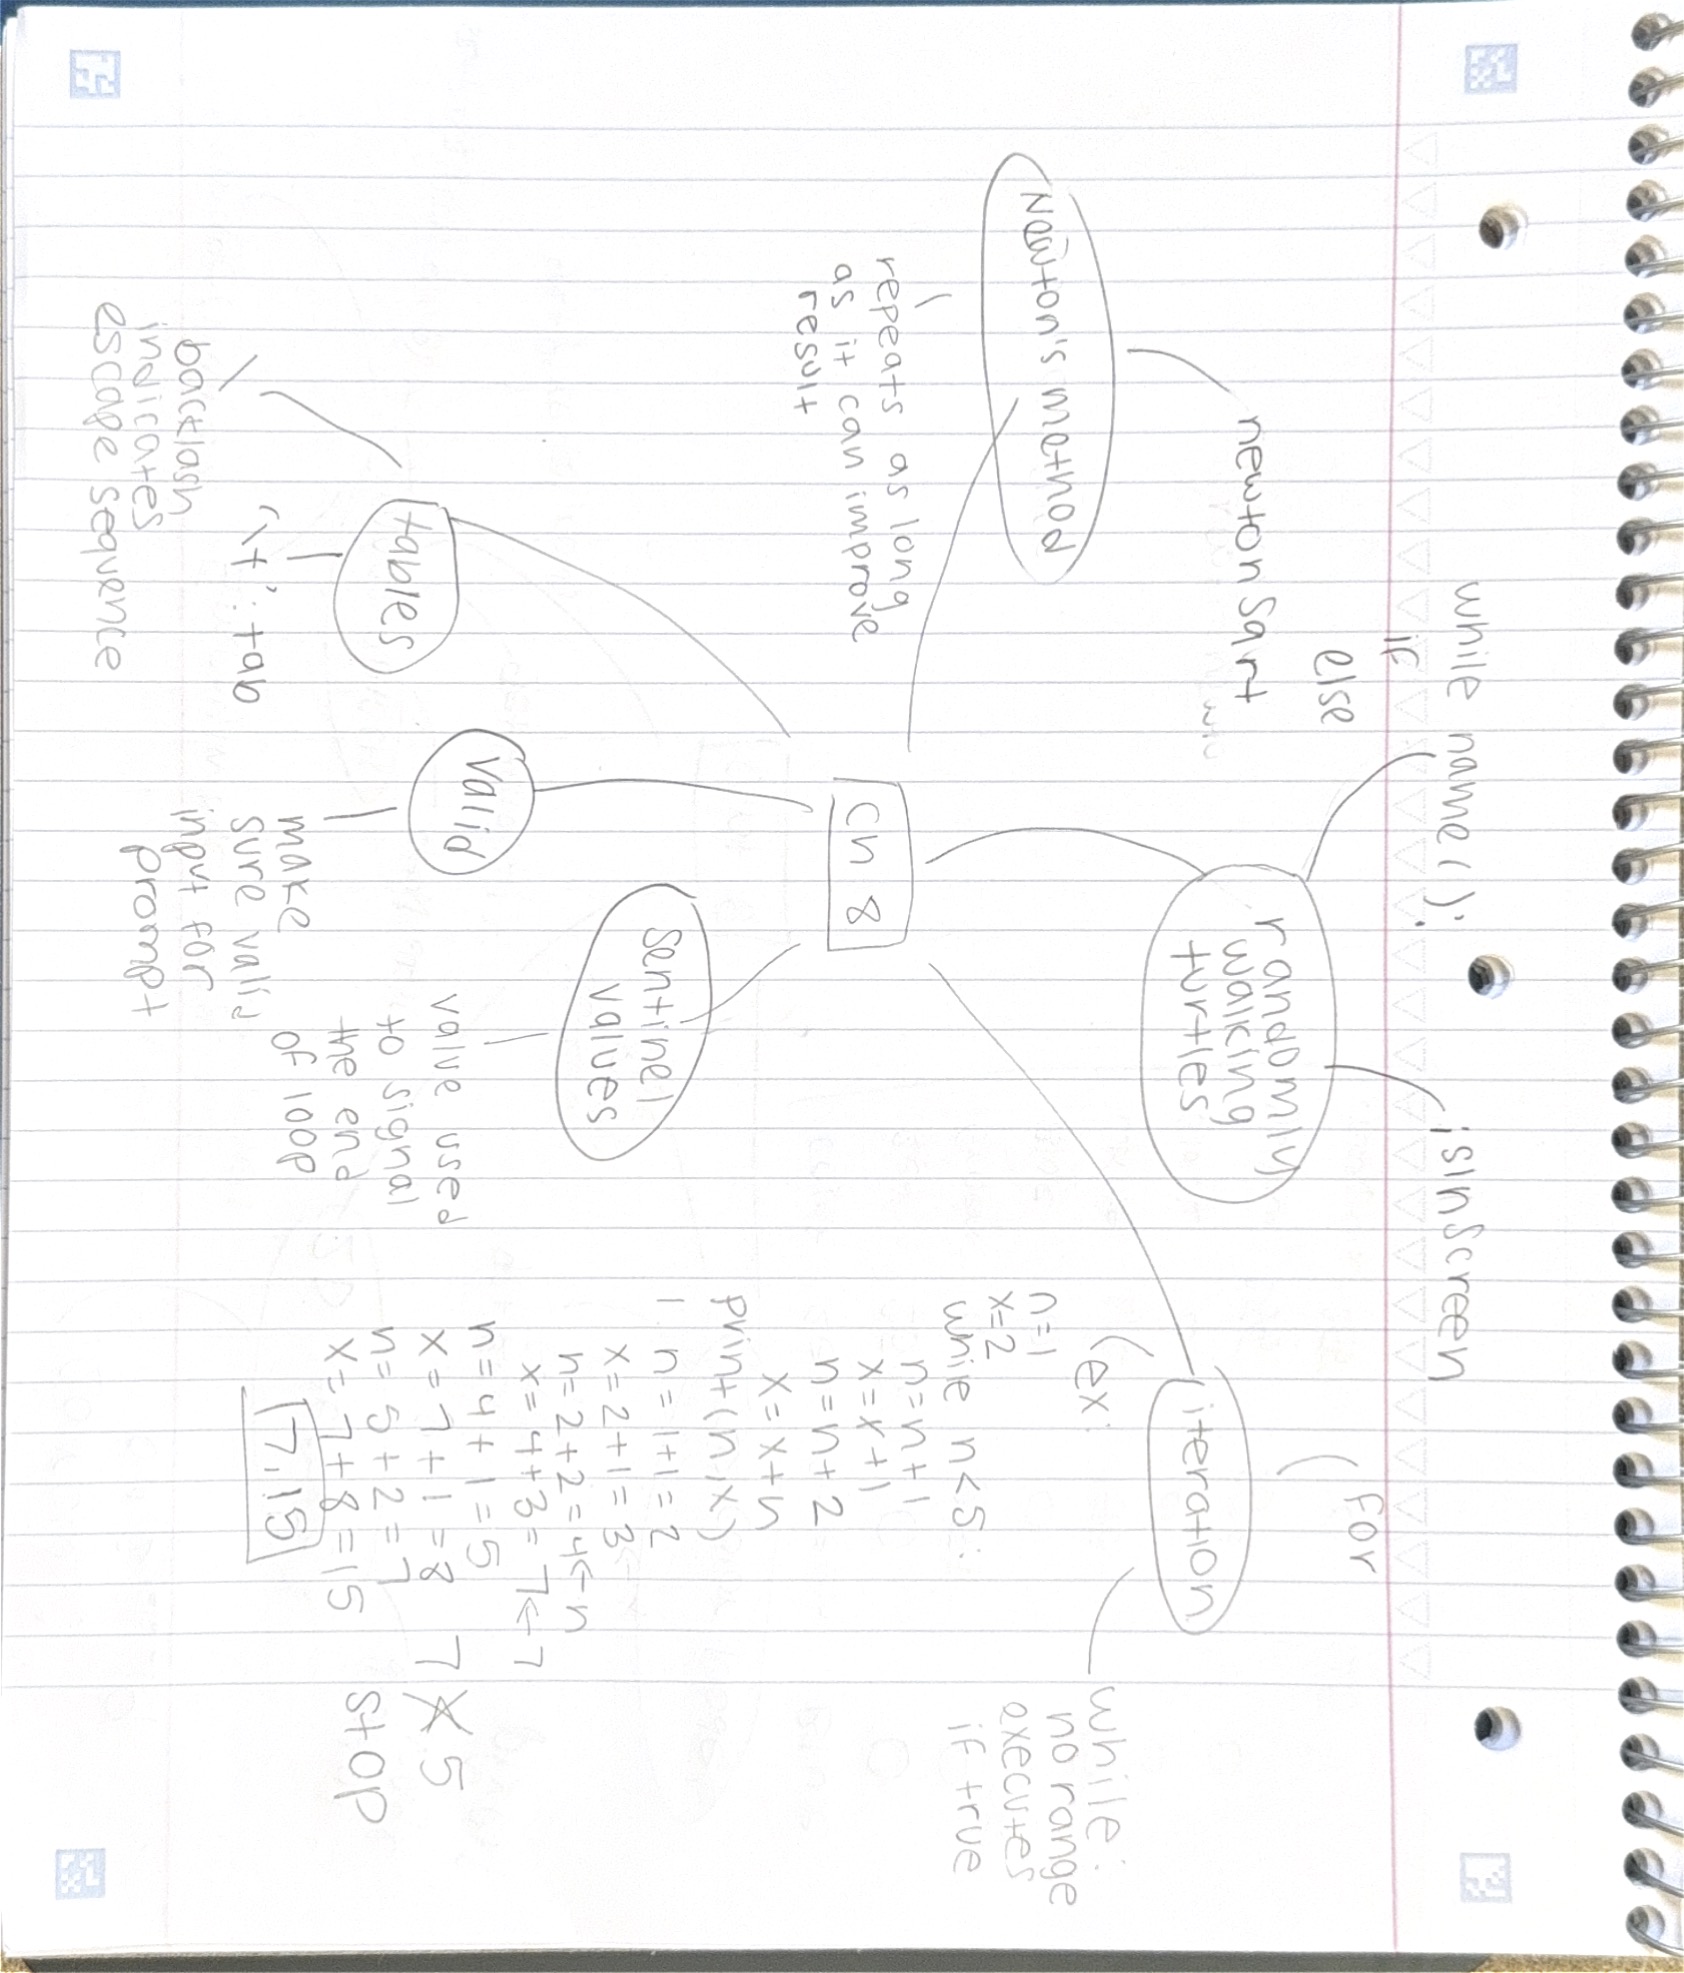 while name():
if
else
isinscreen
newton Sqrt
Newton's method
repeats as long
as it can improve
result
randomly
walking
turtles
for
iteration
while:
no range
executes
if true
ex:
n=1
x=2
while n<5:
n=n+1
x=x+1
n=n+2
x=x+n
print(n,x)
1. n=1+1=2
x=2+1=3
n=2+2=4←n
x=4+3=7←7
n=4+1=5
x=7+1=8
n=5+2=7
x=7+8=15
7 ≮ 5
stop
7,15
Ch 8
tables
'\t': tab
backlash
indicates
escape sequence
valid
make
sure valid
input for
prompt
Sentinel
values
value used
to signal
the end
of loop